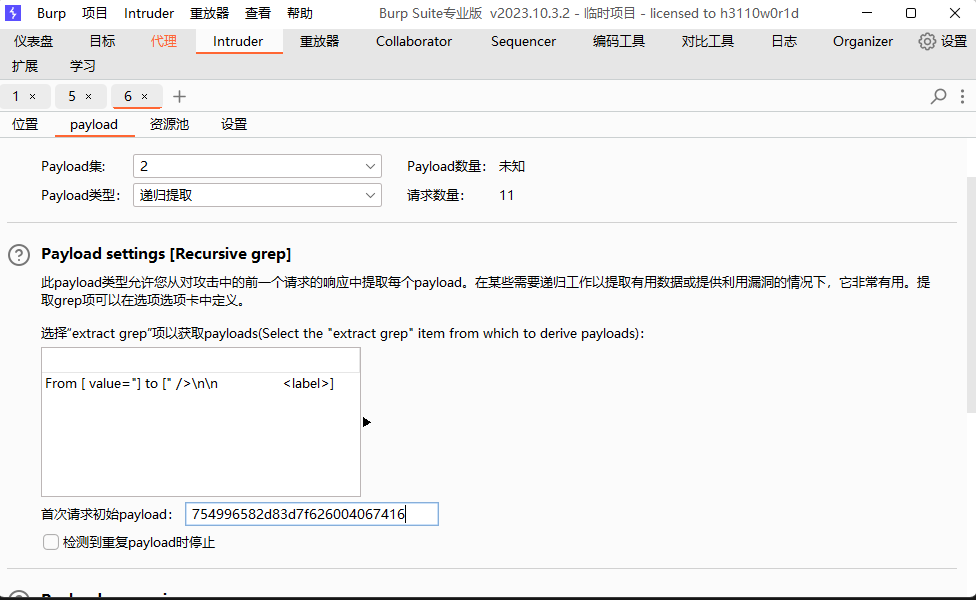 Burp 项目 Intruder 重放器 查看 帮助 Burp Suite专业版 v2023.10.3.2 - 临时项目 - licensed to h3110w0r1d
仪表盘 目标 代理 Intruder 重放器 Collaborator Sequencer 编码工具 对比工具 日志 Organizer 设置
扩展 学习
1 × 5 × 6 × +
位置 payload 资源池 设置
Payload集: 2 Payload数量: 未知
Payload类型: 递归提取 请求数量: 11
? Payload settings [Recursive grep]
此payload类型允许您从对攻击中的前一个请求的响应中提取每个payload。在某些需要递归工作以提取有用数据或提供利用漏洞的情况下，它非常有用。提
取grep项可以在选项选项卡中定义。
选择"extract grep"项以获取payloads(Select the "extract grep" item from which to derive payloads):
From [ value="] to [" />\n\n <label>]
首次请求初始payload: 754996582d83d7f626004067416
检测到重复payload时停止